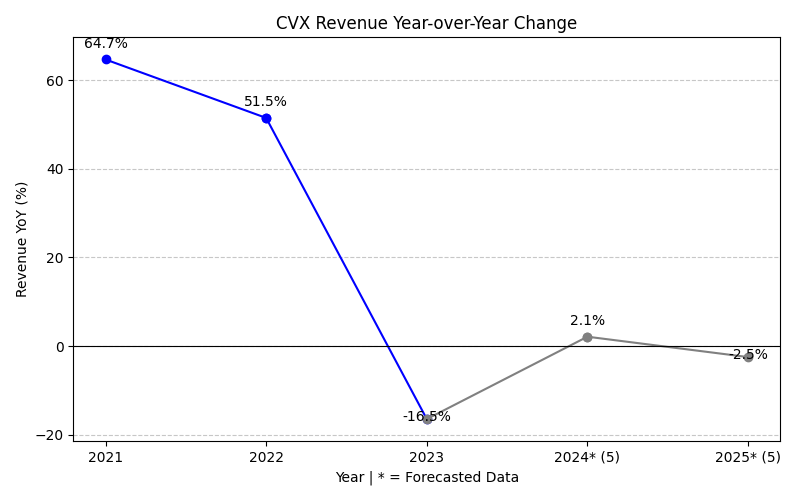 CVX Revenue Year-over-Year Change
64.7%
51.5%
-16.5%
2.1%
-2.5%
60
40
20
0
−20
Revenue YoY (%)
2021 2022 2023 2024* (5) 2025* (5)
Year | * = Forecasted Data